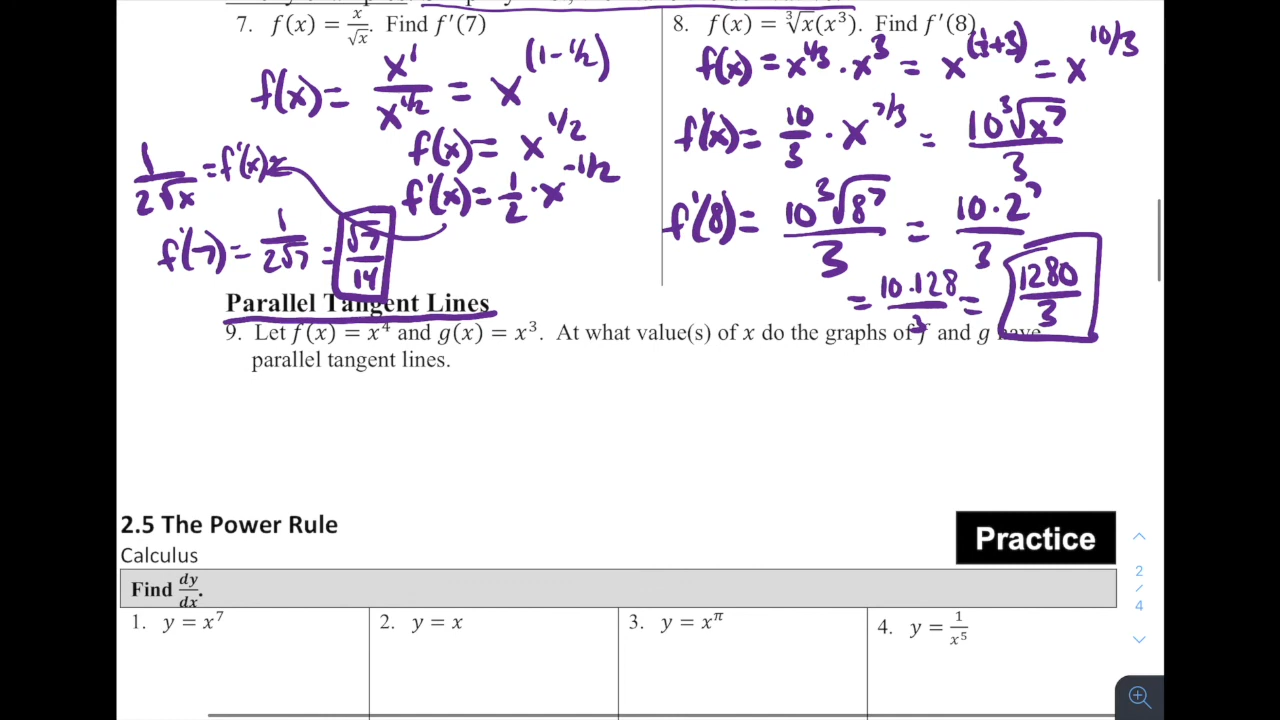 7. f(x) = x/√x. Find f′(7)
f(x) = x¹/x^(1/2) = x^(1-1/2)
f(x) = x^(1/2)
f′(x) = 1/2 · x^(-1/2)
1/(2√x) = f′(x) =
f′(7) = 1/(2√7) = √7/14
8. f(x) = ∛x(x³). Find f′(8)
f(x) = x^(1/3) · x³ = x^(1/3+3) = x^(10/3)
f′(x) = 10/3 · x^(7/3) = 10∛x⁷/3
f′(8) = 10∛8⁷/3 = 10·2⁷/3
= 10·128/3 = 1280/3
Parallel Tangent Lines
9. Let f(x) = x⁴ and g(x) = x³. At what value(s) of x do the graphs of f and g have
parallel tangent lines.
2.5 The Power Rule
Practice
Calculus
Find dy/dx.
1. y = x⁷
2. y = x
3. y = x^π
4. y = 1/x⁵
2
/
4